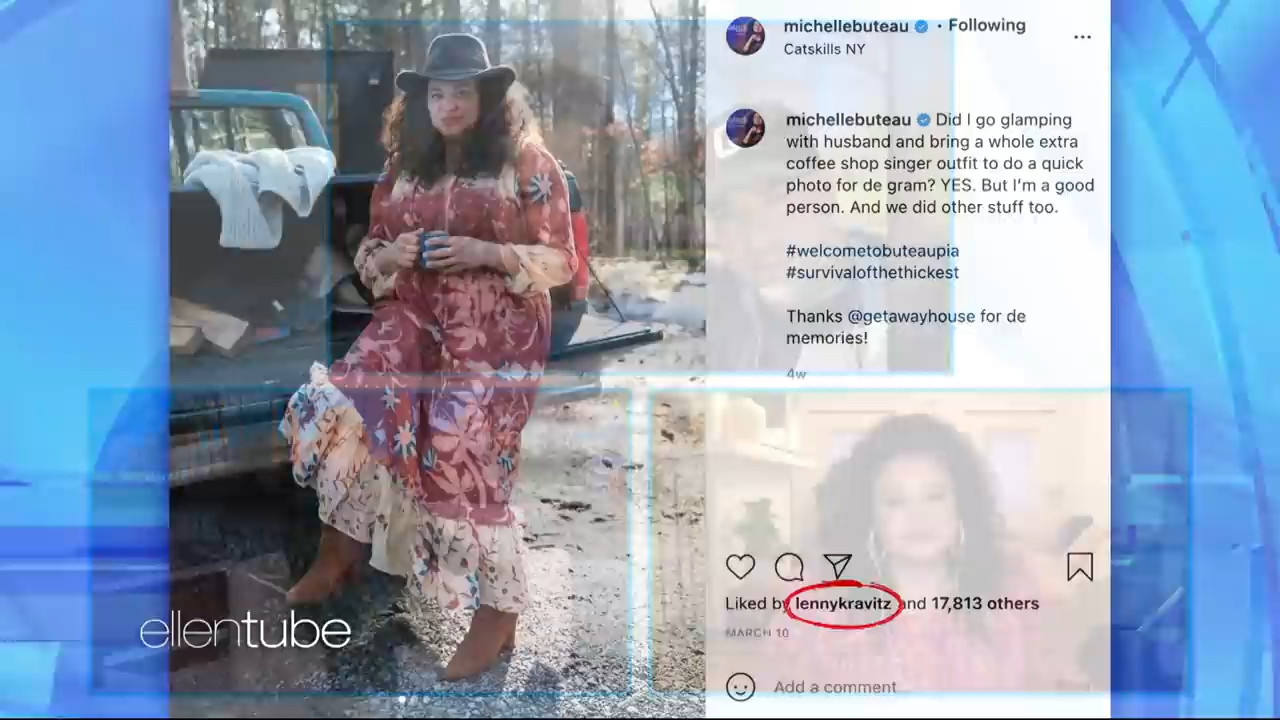 michellebuteau • Following
Catskills NY
michellebuteau Did I go glamping
with husband and bring a whole extra
coffee shop singer outfit to do a quick
photo for de gram? YES. But I'm a good
person. And we did other stuff too.
#welcometobuteaupia
#survivalofthethickest
Thanks @getawayhouse for de
memories!
4w
Liked by lennykravitz and 17,813 others
MARCH 10
Add a comment
ellentube